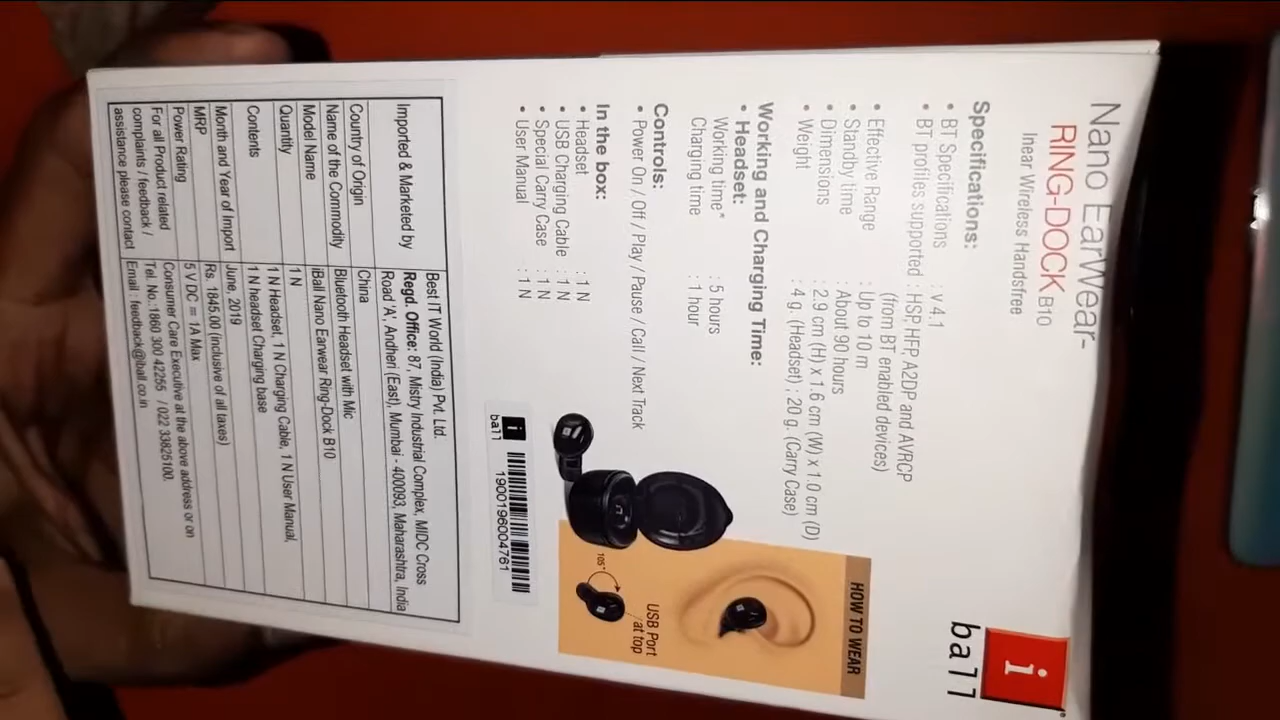 Nano EarWear-
RING-DOCK B10
Inear Wireless Handsfree
i
ball
Specifications:
• BT Specifications : v 4.1
• BT profiles supported : HSP, HFP, A2DP and AVRCP
(from BT enabled devices)
• Effective Range : Up to 10 m
• Standby time : About 90 hours
• Dimensions : 2.9 cm (H) x 1.6 cm (W) x 1.0 cm (D)
• Weight : 4 g. (Headset) ; 20 g. (Carry Case)
Working and Charging Time:
• Headset:
Working time* : 5 hours
Charging time : 1 hour
Controls:
• Power On / Off / Play / Pause / Call / Next Track
In the box:
• Headset : 1 N
• USB Charging Cable : 1 N
• Special Carry Case : 1 N
• User Manual : 1 N
HOW TO WEAR
USB Port
at top
105°
i
ball
19001960047​61
Imported & Marketed by Best IT World (India) Pvt. Ltd.
Regd. Office: 87, Mistry Industrial Complex, MIDC Cross
Road 'A', Andheri (East), Mumbai - 400093, Maharashtra, India
Country of Origin China
Name of the Commodity Bluetooth Headset with Mic
Model Name iBall Nano Earwear Ring-Dock B10
Quantity 1 N
Contents 1 N Headset, 1 N Charging Cable, 1 N User Manual,
1 N headset Charging base
Month and Year of Import June, 2019
MRP Rs. 1845.00 (inclusive of all taxes)
Power Rating 5 V DC = 1A Max
For all Product related Consumer Care Executive at the above address or on
complaints / feedback / Tel. No.: 1860 300 42255 / 022 33825100.
assistance please contact Email : feedback@iball.co.in